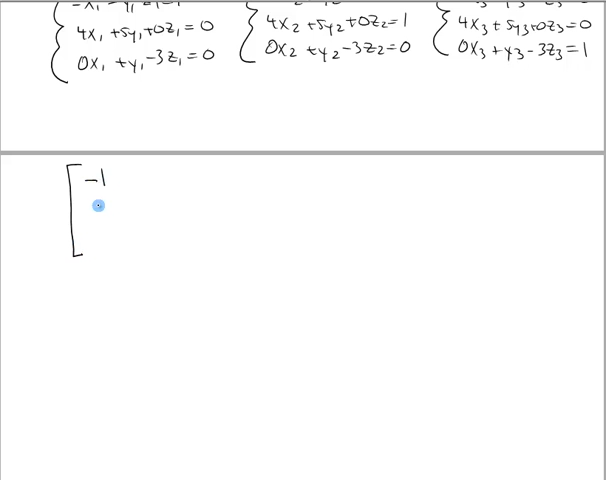 4x₁ + 5y₁ + 0z₁ = 0
0x₁ + y₁ - 3z₁ = 0
4x₂ + 5y₂ + 0z₂ = 1
0x₂ + y₂ - 3z₂ = 0
4x₃ + 5y₃ + 0z₃ = 0
0x₃ + y₃ - 3z₃ = 1
-1